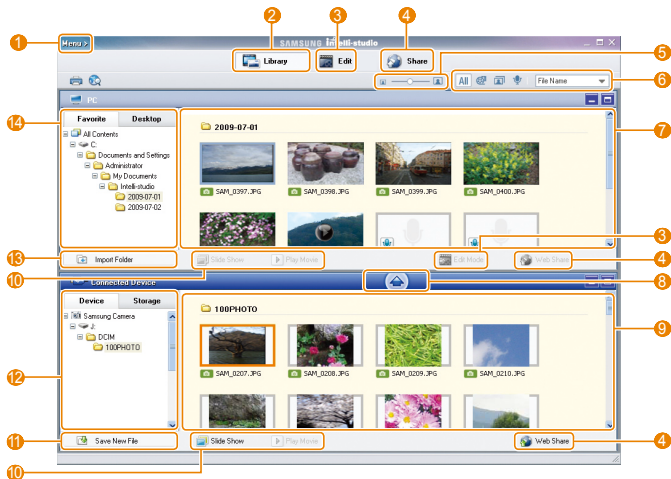 2 3 4
1 Menu > SAMSUNG intelli-studio
Library Edit Share 5
All File Name 6
PC
14 Favorite Desktop 7
All Contents 2009-07-01
C:
Documents and Settings
Administrator
My Documents
Intelli-studio SAM_0397.JPG SAM_0398.JPG SAM_0399.JPG SAM_0400.JPG
2009-07-01
2009-07-02
13 Import Folder Slide Show Play Movie Edit Mode Web Share 3
10 4
Connected Device 8
Device Storage
Samsung Camera 100PHOTO 9
J:
DCIM
100PHOTO
12 SAM_0207.JPG SAM_0208.JPG SAM_0209.JPG SAM_0210.JPG
11 Save New File Slide Show Play Movie Web Share 4
10